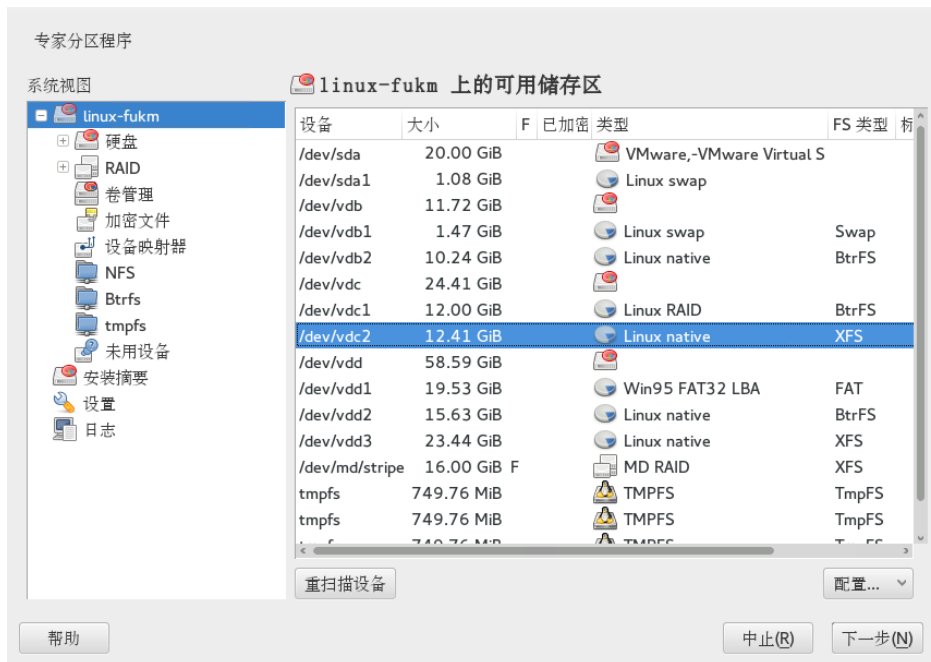 专家分区程序
系统视图
linux-fukm
硬盘
RAID
卷管理
加密文件
设备映射器
NFS
Btrfs
tmpfs
未用设备
安装摘要
设置
日志
linux-fukm 上的可用储存区
设备 大小 F 已加密 类型 FS 类型 标
/dev/sda 20.00 GiB VMware,-VMware Virtual S
/dev/sda1 1.08 GiB Linux swap
/dev/vdb 11.72 GiB
/dev/vdb1 1.47 GiB Linux swap Swap
/dev/vdb2 10.24 GiB Linux native BtrFS
/dev/vdc 24.41 GiB
/dev/vdc1 12.00 GiB Linux RAID BtrFS
/dev/vdc2 12.41 GiB Linux native XFS
/dev/vdd 58.59 GiB
/dev/vdd1 19.53 GiB Win95 FAT32 LBA FAT
/dev/vdd2 15.63 GiB Linux native BtrFS
/dev/vdd3 23.44 GiB Linux native XFS
/dev/md/stripe 16.00 GiB F MD RAID XFS
tmpfs 749.76 MiB TMPFS TmpFS
tmpfs 749.76 MiB TMPFS TmpFS
重扫描设备 配置...
帮助 中止(R) 下一步(N)